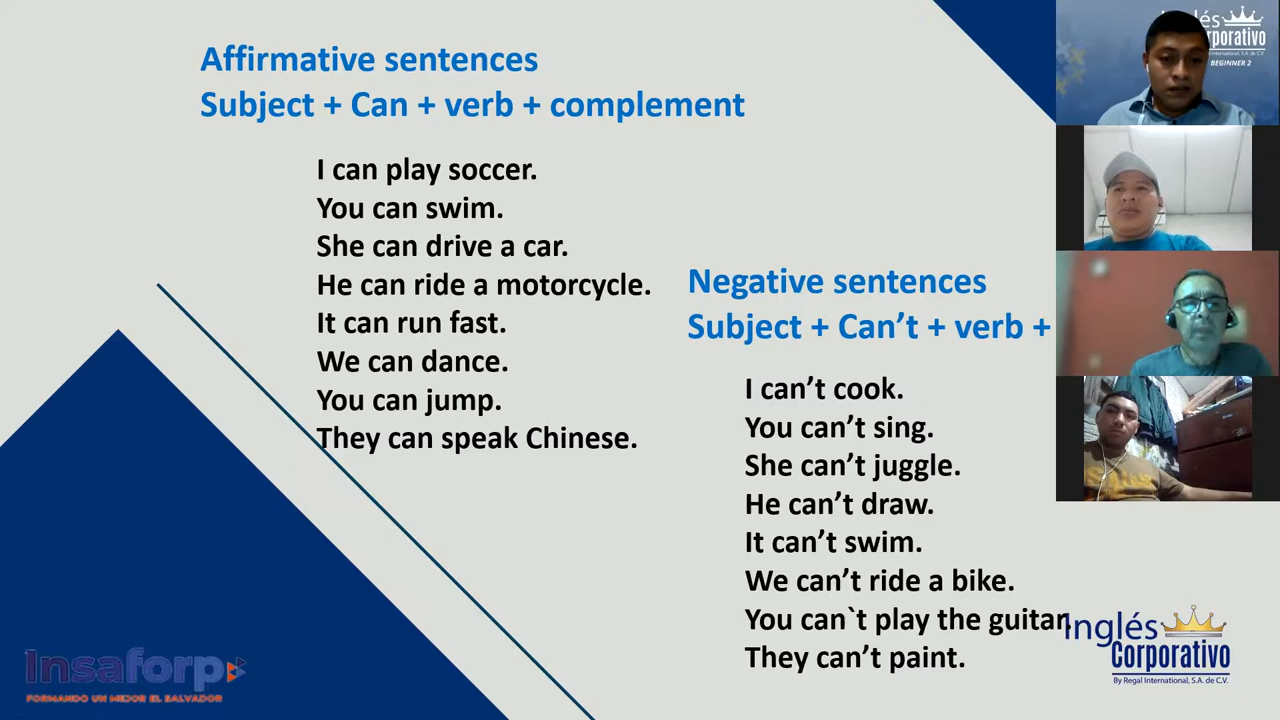 Affirmative sentences
Subject + Can + verb + complement
I can play soccer.
You can swim.
She can drive a car.
He can ride a motorcycle.
It can run fast.
We can dance.
You can jump.
They can speak Chinese.
Negative sentences
Subject + Can’t + verb +
I can’t cook.
You can’t sing.
She can’t juggle.
He can’t draw.
It can’t swim.
We can’t ride a bike.
You can`t play the guitar.
They can’t paint.
Insaforp
FORMANDO UN MEJOR EL SALVADOR
Inglés
Corporativo
By Regal International, S.A. de C.V.
BEGINNER 2